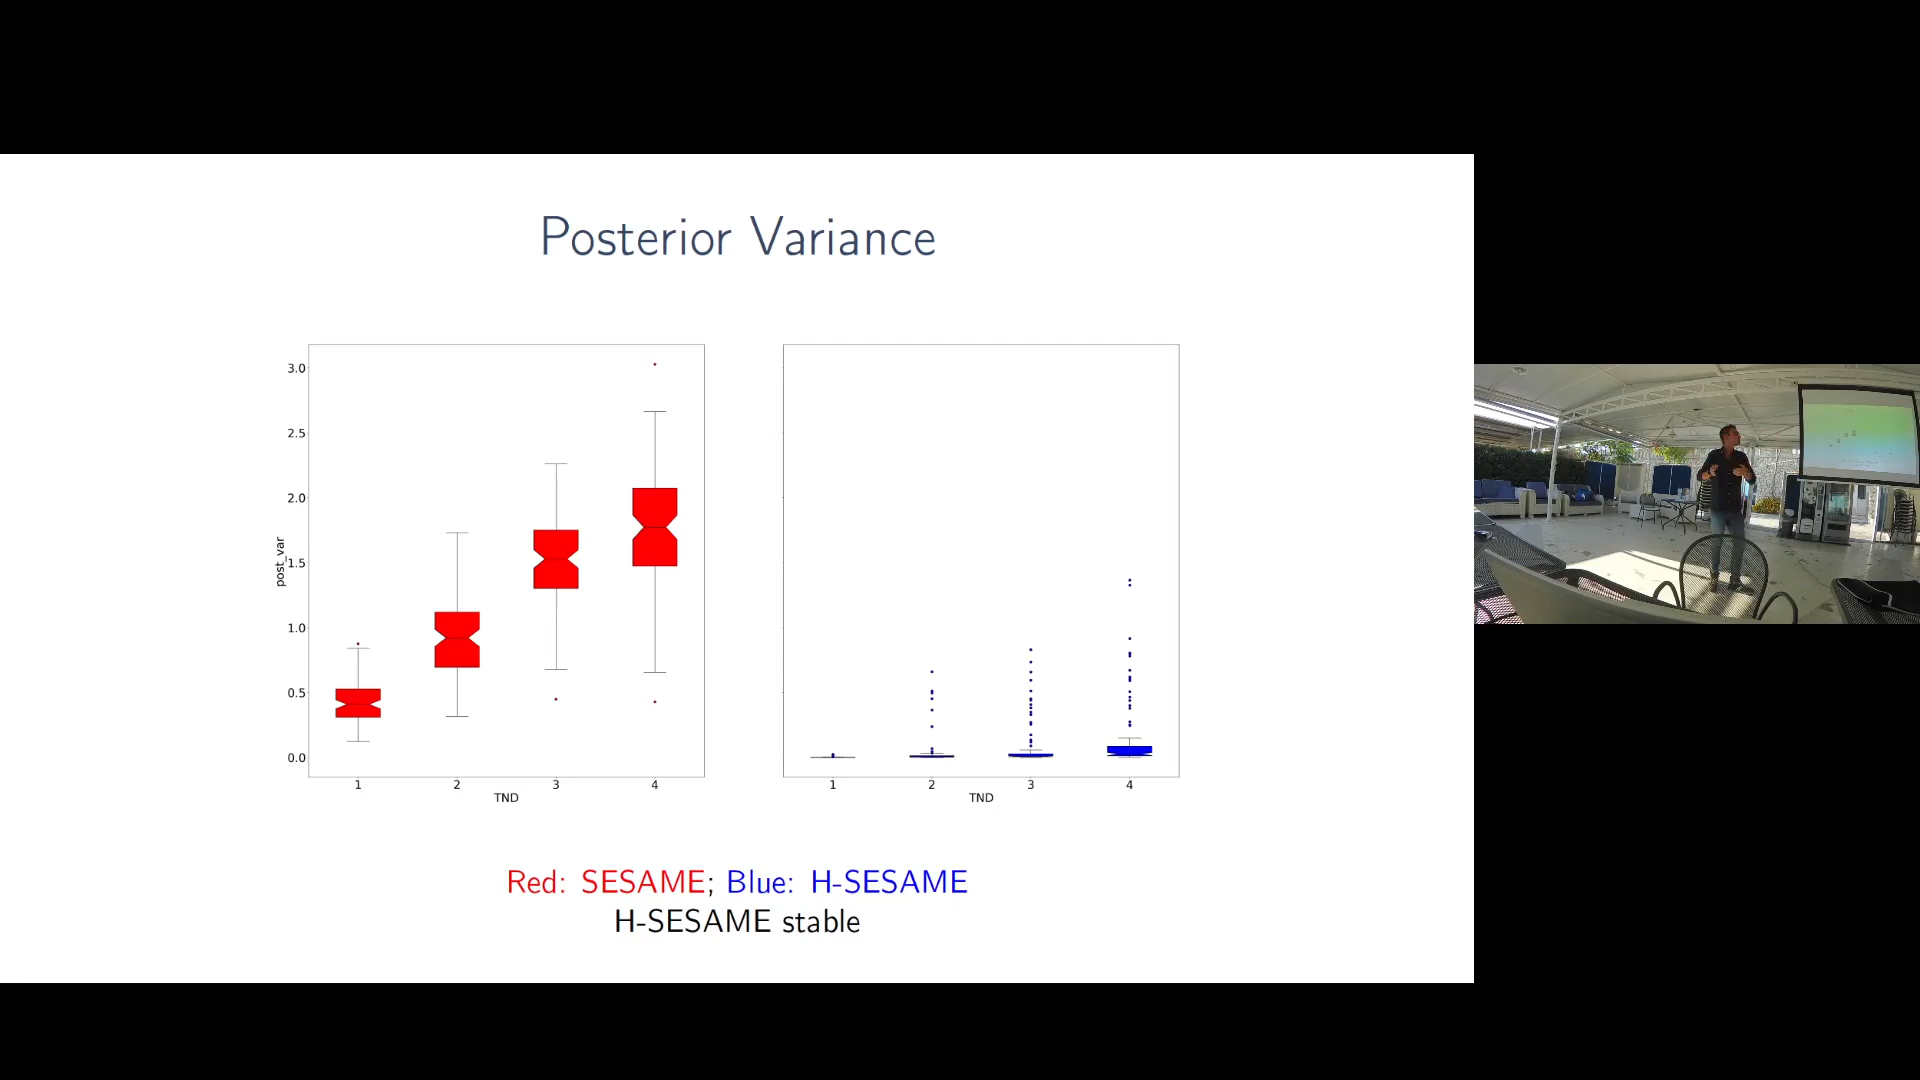 Posterior Variance
3.0
2.5
2.0
1.5
1.0
0.5
0.0
post_var
1 2 3 4
TND
1 2 3 4
TND
Red: SESAME; Blue: H-SESAME
H-SESAME stable